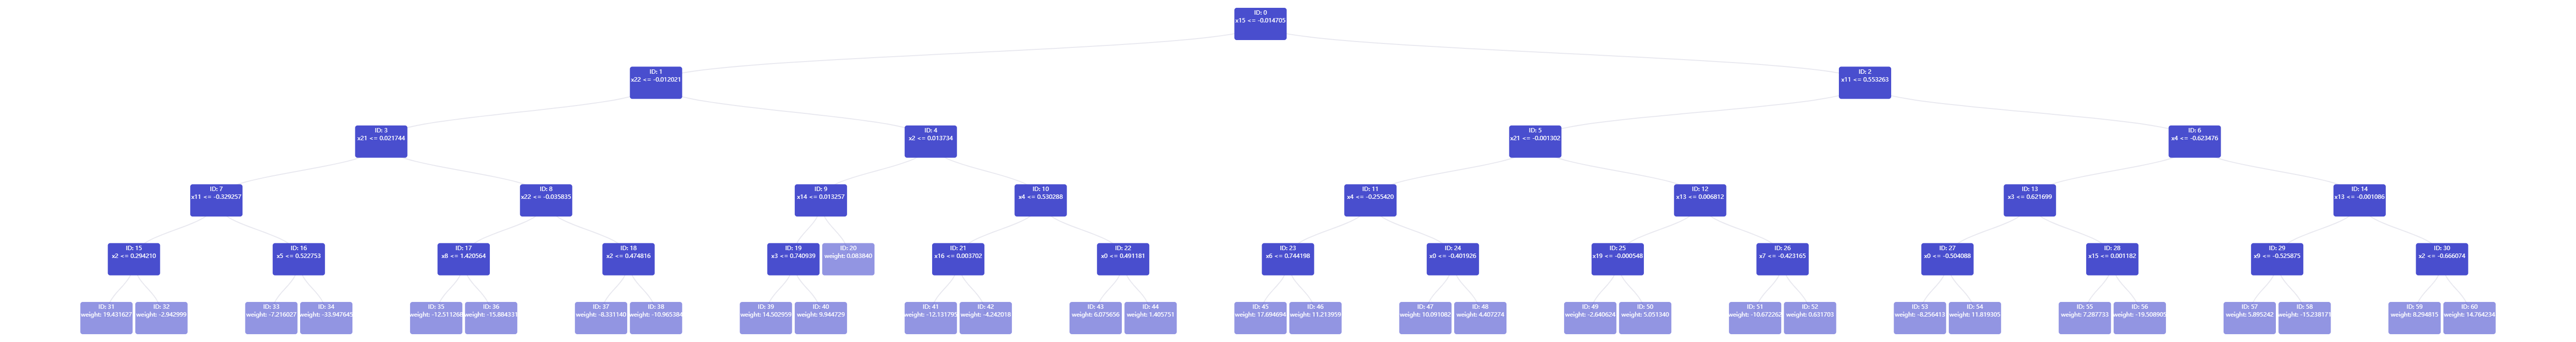 ID: 0
x15 <= -0.014705
ID: 1
x22 <= -0.012021
ID: 2
x11 <= 0.553263
ID: 3
x21 <= 0.021744
ID: 4
x2 <= 0.013734
ID: 5
x21 <= -0.001302
ID: 6
x4 <= -0.623476
ID: 7
x11 <= -0.329257
ID: 8
x22 <= -0.035835
ID: 9
x14 <= 0.013257
ID: 10
x4 <= 0.530288
ID: 11
x4 <= -0.255420
ID: 12
x13 <= 0.006812
ID: 13
x3 <= 0.621699
ID: 14
x13 <= -0.001086
ID: 15
x2 <= 0.294210
ID: 16
x5 <= 0.522753
ID: 17
x8 <= 1.420564
ID: 18
x2 <= 0.474816
ID: 19
x3 <= 0.740939
ID: 20
weight: 0.083840
ID: 21
x16 <= 0.003702
ID: 22
x0 <= 0.491181
ID: 23
x6 <= 0.744198
ID: 24
x0 <= -0.401926
ID: 25
x19 <= -0.000548
ID: 26
x7 <= -0.423165
ID: 27
x0 <= -0.504088
ID: 28
x15 <= 0.001182
ID: 29
x9 <= -0.525875
ID: 30
x2 <= -0.666074
ID: 31
weight: 19.431627
ID: 32
weight: -2.942999
ID: 33
weight: -7.216027
ID: 34
weight: -33.947645
ID: 35
weight: -12.511268
ID: 36
weight: -15.884331
ID: 37
weight: -8.331140
ID: 38
weight: -10.965384
ID: 39
weight: 14.502959
ID: 40
weight: 9.944729
ID: 41
weight: -12.131795
ID: 42
weight: -4.242018
ID: 43
weight: 6.075656
ID: 44
weight: 1.405751
ID: 45
weight: 17.694694
ID: 46
weight: 11.213959
ID: 47
weight: 10.091082
ID: 48
weight: 4.407274
ID: 49
weight: -2.640624
ID: 50
weight: 5.051340
ID: 51
weight: -10.672262
ID: 52
weight: 0.631703
ID: 53
weight: -8.256413
ID: 54
weight: 11.819305
ID: 55
weight: 7.287733
ID: 56
weight: -19.508905
ID: 57
weight: 5.895242
ID: 58
weight: -15.238171
ID: 59
weight: 8.294815
ID: 60
weight: 14.764234